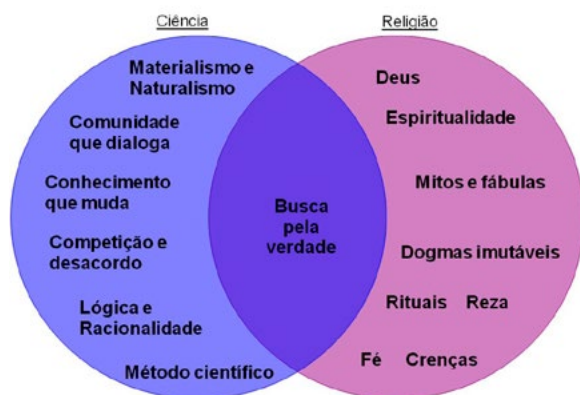 Ciência
Religião
Materialismo e
Naturalismo
Comunidade
que dialoga
Conhecimento
que muda
Competição e
desacordo
Lógica e
Racionalidade
Método científico
Busca
pela
verdade
Deus
Espiritualidade
Mitos e fábulas
Dogmas imutáveis
Rituais Reza
Fé Crenças